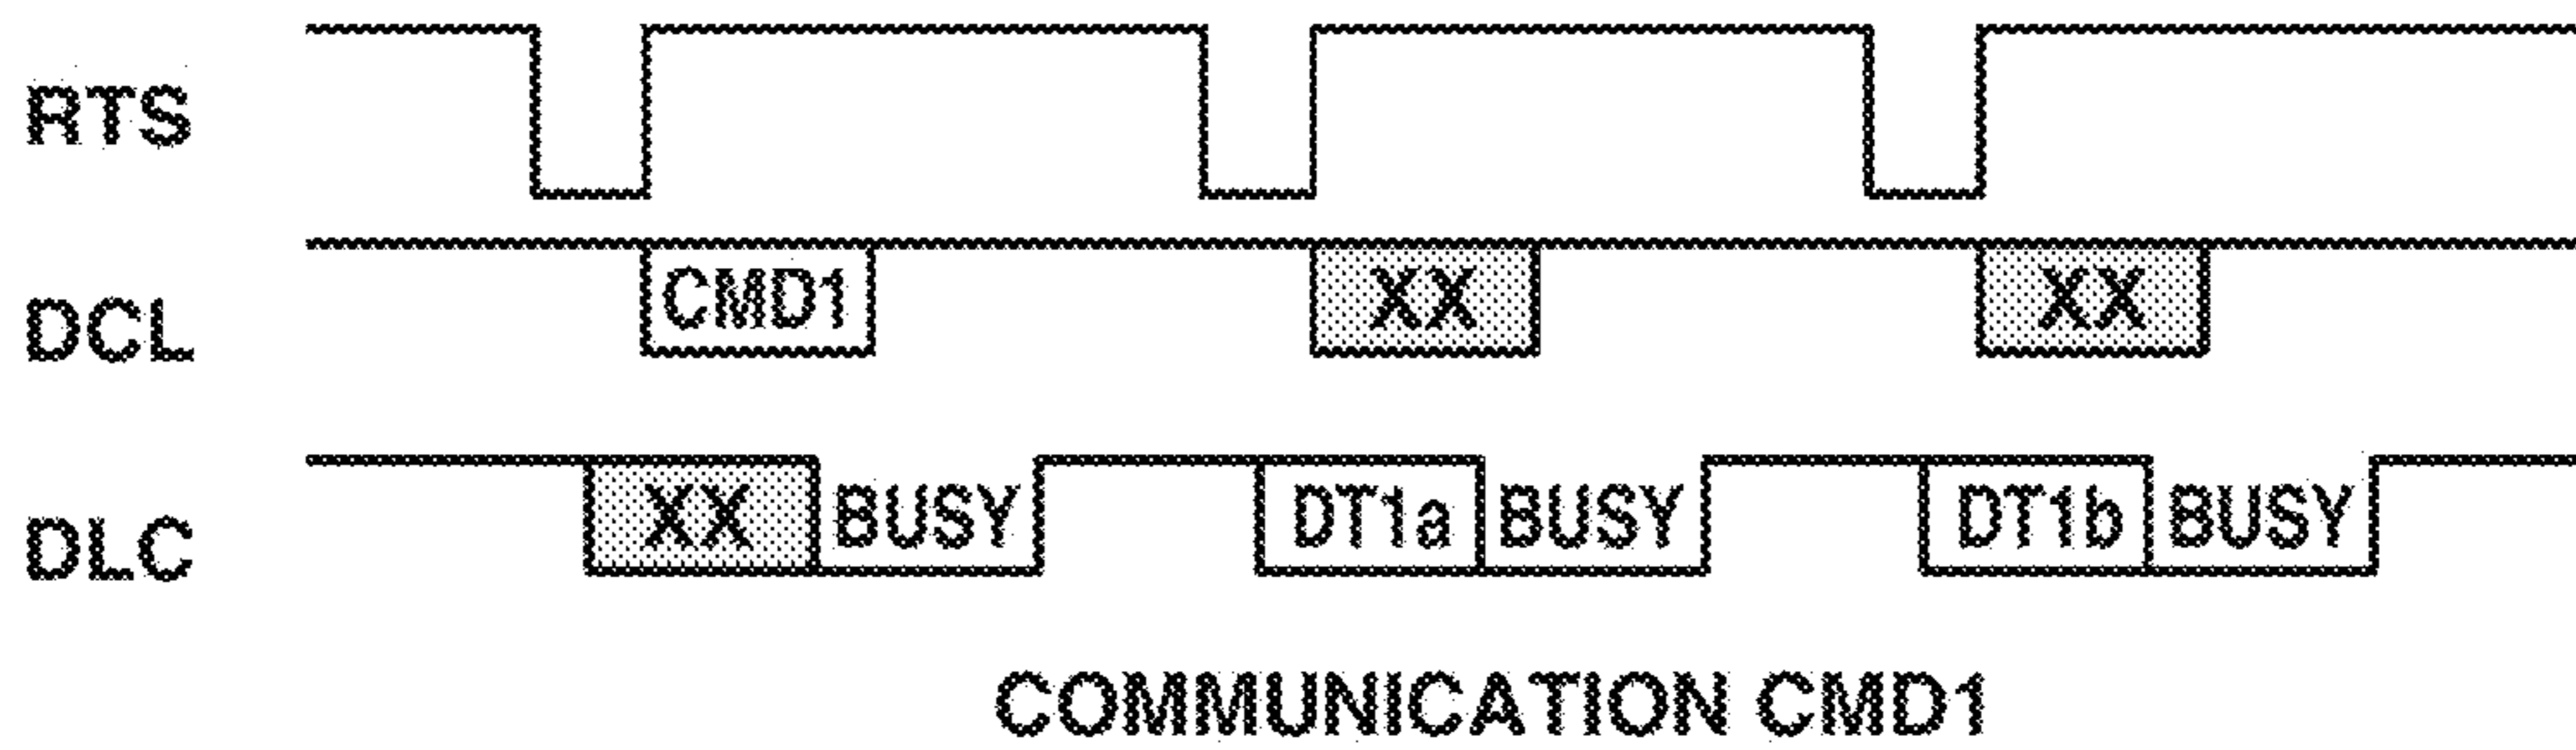 RTS
DCL CMD1 XX XX
DLC XX BUSY DT1a BUSY DT1b BUSY
COMMUNICATION CMD1